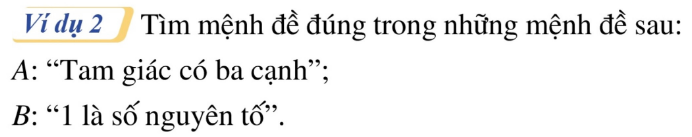 Ví dụ 2 Tìm mệnh đề đúng trong những mệnh đề sau:
A: “Tam giác có ba cạnh”;
B: “1 là số nguyên tố”.